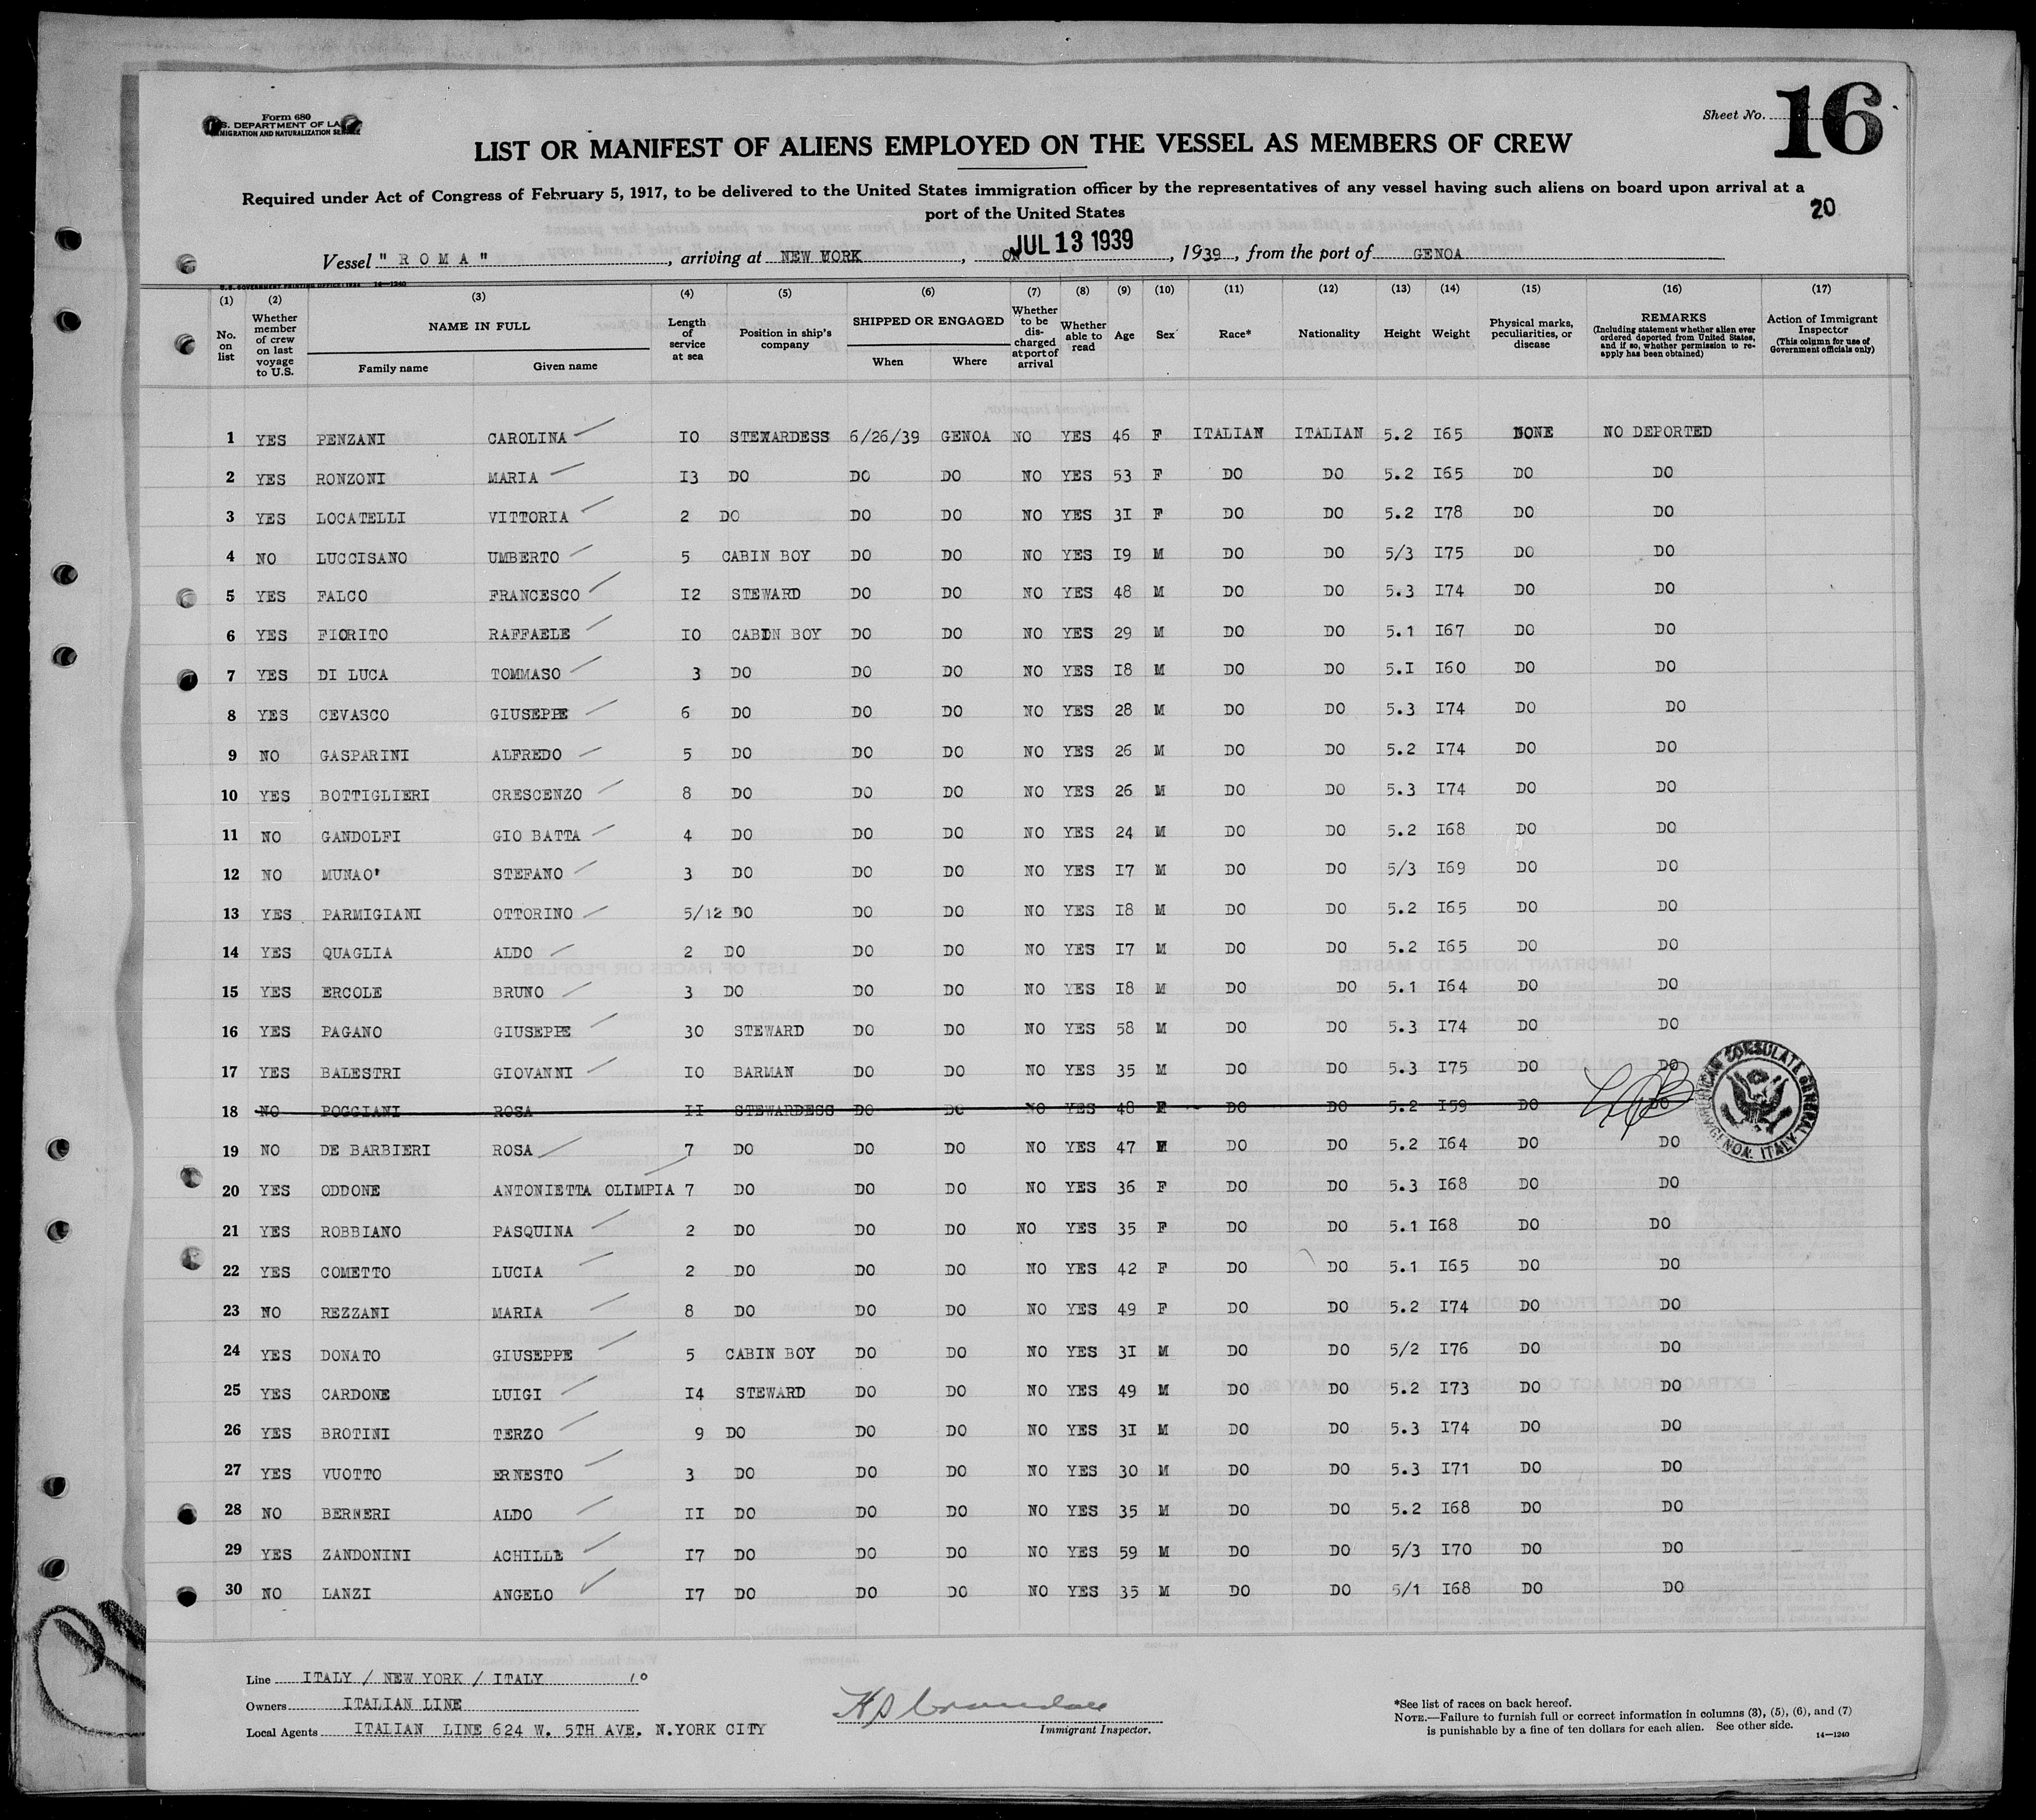 Form 680
U.S. DEPARTMENT OF LA
IMMIGRATION AND NATURALIZATION SE
Sheet No. 16
LIST OR MANIFEST OF ALIENS EMPLOYED ON THE VESSEL AS MEMBERS OF CREW
Required under Act of Congress of February 5, 1917, to be delivered to the United States immigration officer by the representatives of any vessel having such aliens on board upon arrival at a
port of the United States
20
Vessel "ROMA", arriving at NEW YORK, ON JUL 13 1939, 1939, from the port of GENOA
U.S. GOVERNMENT PRINTING OFFICE: 14—1240
(1) (2) (3) (4) (5) (6) (7) (8) (9) (10) (11) (12) (13) (14) (15) (16) (17)
No. on list
Whether member of crew on last voyage to U.S.
NAME IN FULL
Family name
Given name
Length of service at sea
Position in ship's company
SHIPPED OR ENGAGED
When
Where
Whether to be discharged at port of arrival
Whether able to read
Age
Sex
Race*
Nationality
Height
Weight
Physical marks, peculiarities, or disease
REMARKS
(Including statement whether alien ever ordered deported from United States, and if so, whether permission to reapply has been obtained)
Action of Immigrant Inspector
(This column for use of Government officials only)
1 YES PENZANI CAROLINA 10 STEWARDESS 6/26/39 GENOA NO YES 46 F ITALIAN ITALIAN 5.2 165 NONE NO DEPORTED
2 YES RONZONI MARIA 13 DO DO DO NO YES 53 F DO DO 5.2 165 DO DO
3 YES LOCATELLI VITTORIA 2 DO DO DO NO YES 31 F DO DO 5.2 178 DO DO
4 NO LUCCISANO UMBERTO 5 CABIN BOY DO DO NO YES 19 M DO DO 5/3 175 DO DO
5 YES FALCO FRANCESCO 12 STEWARD DO DO NO YES 48 M DO DO 5.3 174 DO DO
6 YES FIORITO RAFFAELE 10 CABIN BOY DO DO NO YES 29 M DO DO 5.1 167 DO DO
7 YES DI LUCA TOMMASO 3 DO DO DO NO YES 18 M DO DO 5.1 160 DO DO
8 YES CEVASCO GIUSEPPE 6 DO DO DO NO YES 28 M DO DO 5.3 174 DO DO
9 NO GASPARINI ALFREDO 5 DO DO DO NO YES 26 M DO DO 5.2 174 DO DO
10 YES BOTTIGLIERI CRESCENZO 8 DO DO DO NO YES 26 M DO DO 5.3 174 DO DO
11 NO GANDOLFI GIO BATTA 4 DO DO DO NO YES 24 M DO DO 5.2 168 DO DO
12 NO MUNAO' STEFANO 3 DO DO DO NO YES 17 M DO DO 5/3 169 DO DO
13 YES PARMIGIANI OTTORINO 5/12 DO DO DO NO YES 18 M DO DO 5.2 165 DO DO
14 YES QUAGLIA ALDO 2 DO DO DO NO YES 17 M DO DO 5.2 165 DO DO
15 YES ERCOLE BRUNO 3 DO DO DO NO YES 18 M DO DO 5.1 164 DO DO
16 YES PAGANO GIUSEPPE 30 STEWARD DO DO NO YES 58 M DO DO 5.3 174 DO DO
17 YES BALESTRI GIOVANNI 10 BARMAN DO DO NO YES 35 M DO DO 5.3 175 DO DO
18 NO POGGIANI ROSA 11 STEWARDESS DO DO NO YES 48 F DO DO 5.2 159 DO DO
AMERICAN CONSULATE GENERAL GENOA, ITALY
19 NO DE BARBIERI ROSA 7 DO DO DO NO YES 47 F DO DO 5.2 164 DO DO
20 YES ODDONE ANTONIETTA OLIMPIA 7 DO DO DO NO YES 36 F DO DO 5.3 168 DO DO
21 YES ROBBIANO PASQUINA 2 DO DO DO NO YES 35 F DO DO 5.1 168 DO DO
22 YES COMETTO LUCIA 2 DO DO DO NO YES 42 F DO DO 5.1 165 DO DO
23 NO REZZANI MARIA 8 DO DO DO NO YES 49 F DO DO 5.2 174 DO DO
24 YES DONATO GIUSEPPE 5 CABIN BOY DO DO NO YES 31 M DO DO 5/2 176 DO DO
25 YES CARDONE LUIGI 14 STEWARD DO DO NO YES 49 M DO DO 5.2 173 DO DO
26 YES BROTINI TERZO 9 DO DO DO NO YES 31 M DO DO 5.3 174 DO DO
27 YES VUOTTO ERNESTO 3 DO DO DO NO YES 30 M DO DO 5.3 171 DO DO
28 NO BERNERI ALDO 11 DO DO DO NO YES 35 M DO DO 5.2 168 DO DO
29 YES ZANDONINI ACHILLE 17 DO DO DO NO YES 59 M DO DO 5/3 170 DO DO
30 NO LANZI ANGELO 17 DO DO DO NO YES 35 M DO DO 5/1 168 DO DO
Line ITALY / NEW YORK / ITALY
Owners ITALIAN LINE
Local Agents ITALIAN LINE 624 W. 5TH AVE. N.YORK CITY
Immigrant Inspector.
*See list of races on back hereof.
NOTE.—Failure to furnish full or correct information in columns (3), (5), (6), and (7)
is punishable by a fine of ten dollars for each alien. See other side.
14—1240